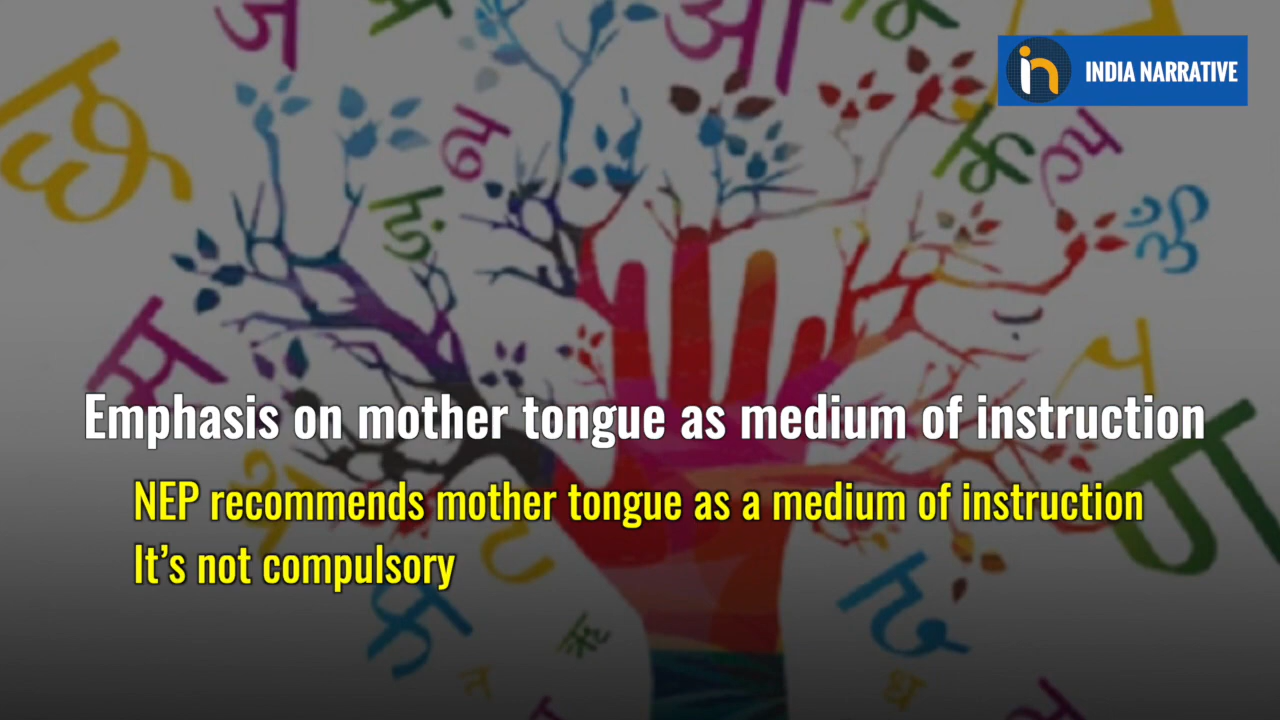 छ
ज
अ
आ
INDIA NARRATIVE
ढ
क
हं
म
Emphasis on mother tongue as medium of instruction
NEP recommends mother tongue as a medium of instruction
It's not compulsory
ण
फ
ट
ऋ
त
घ